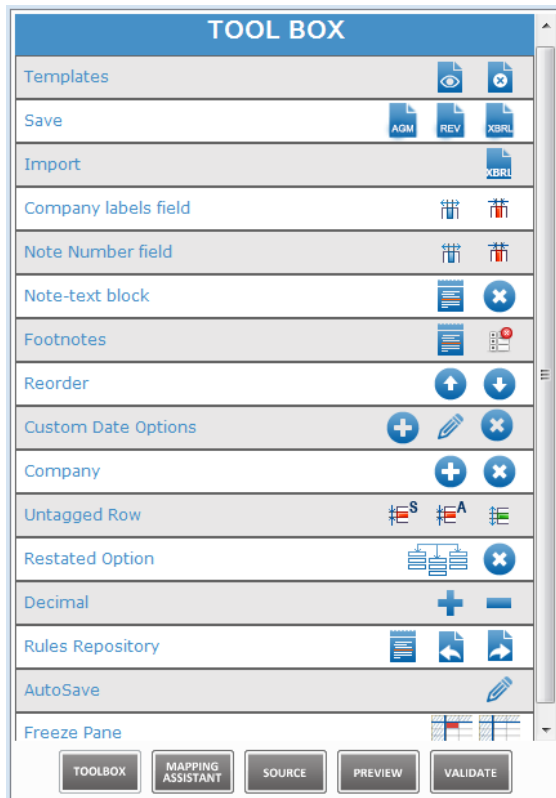 TOOL BOX
Templates
Save AGM REV XBRL
Import XBRL
Company labels field
Note Number field
Note-text block
Footnotes
Reorder
Custom Date Options
Company
Untagged Row S A
Restated Option
Decimal
Rules Repository
AutoSave
Freeze Pane
TOOLBOX MAPPING ASSISTANT SOURCE PREVIEW VALIDATE